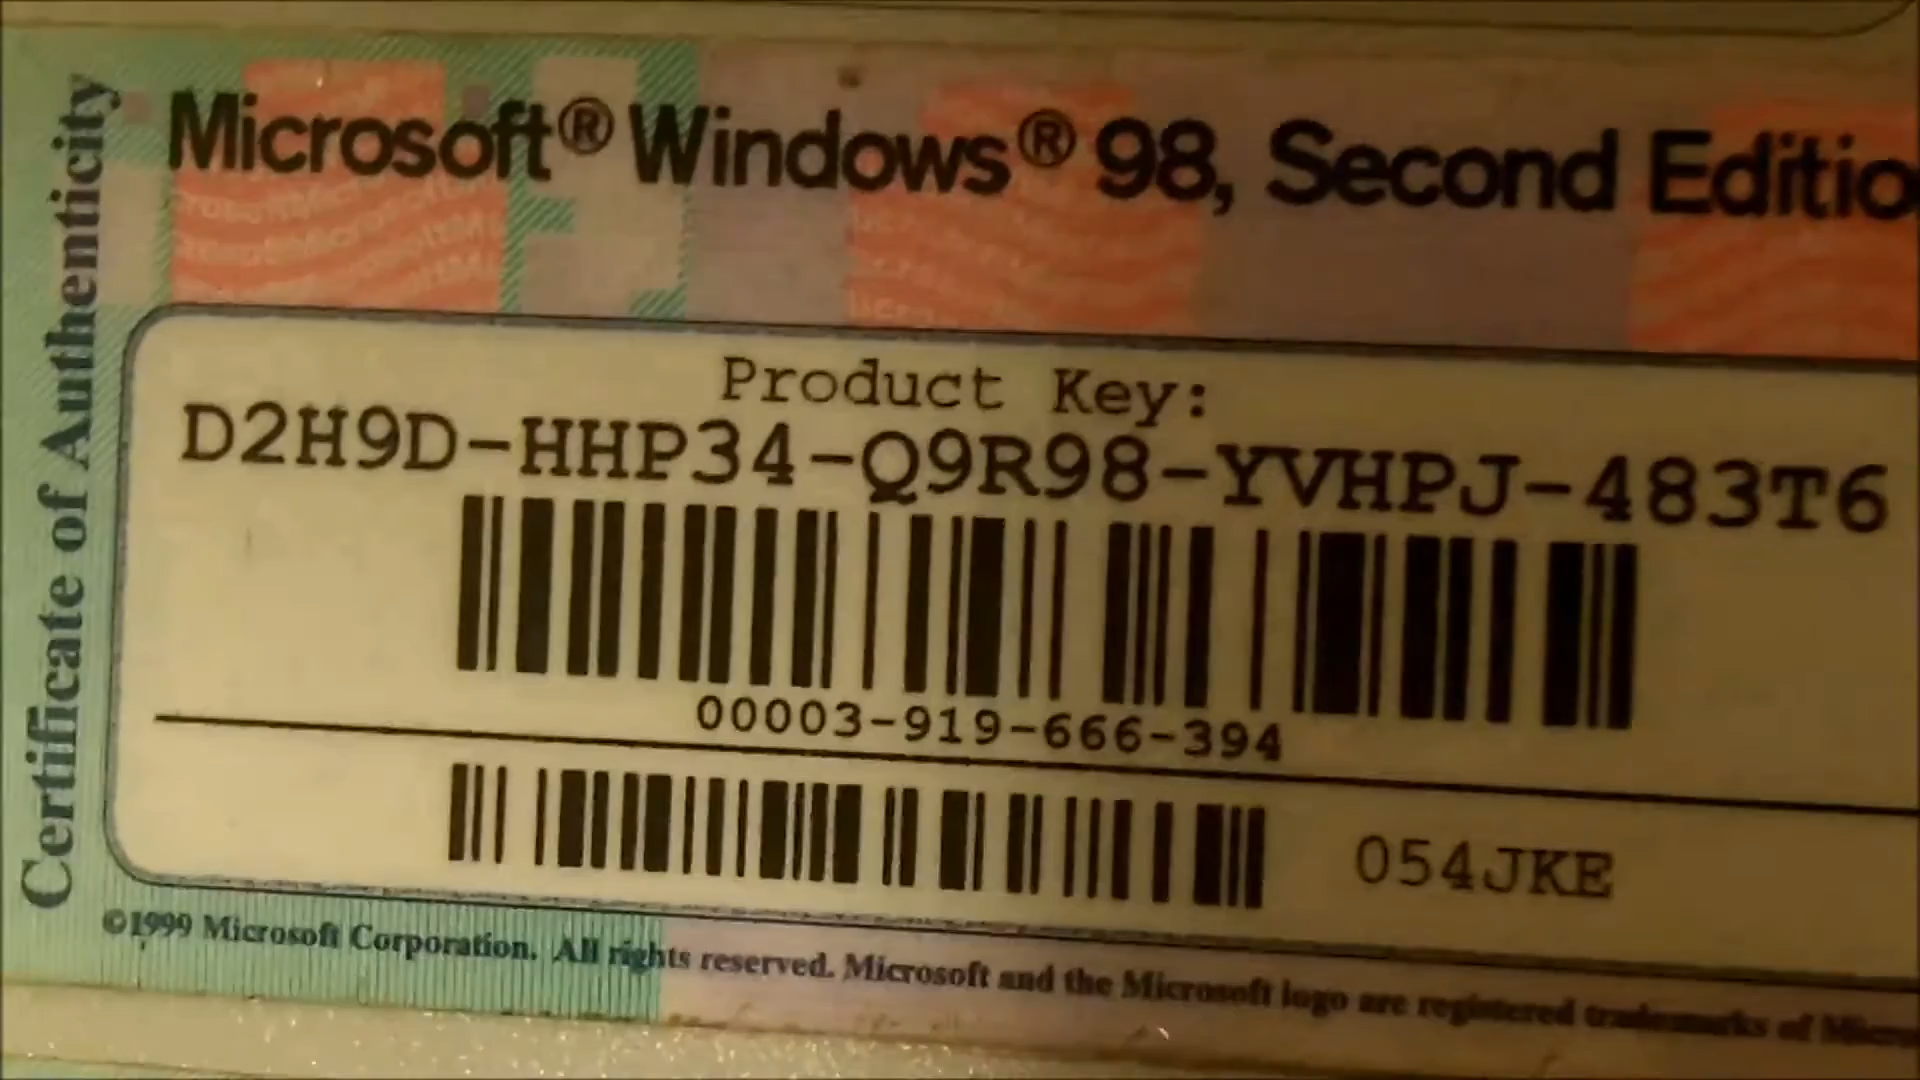 Certificate of Authenticity
Microsoft® Windows® 98, Second Editio
Product Key:
D2H9D-HHP34-Q9R98-YVHPJ-483T6
00003-919-666-394
054JKE
©1999 Microsoft Corporation. All rights reserved. Microsoft and the Microsoft logo are registered trademarks of Micro